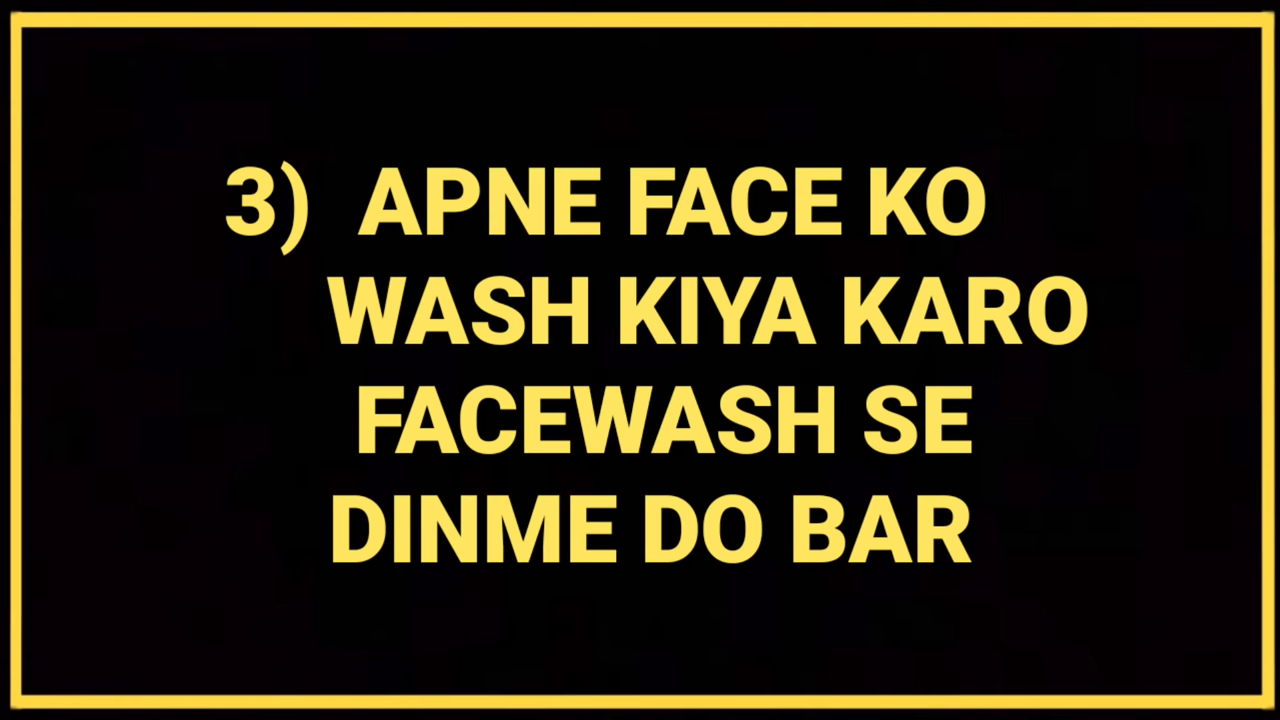 3) APNE FACE KO
WASH KIYA KARO
FACEWASH SE
DINME DO BAR